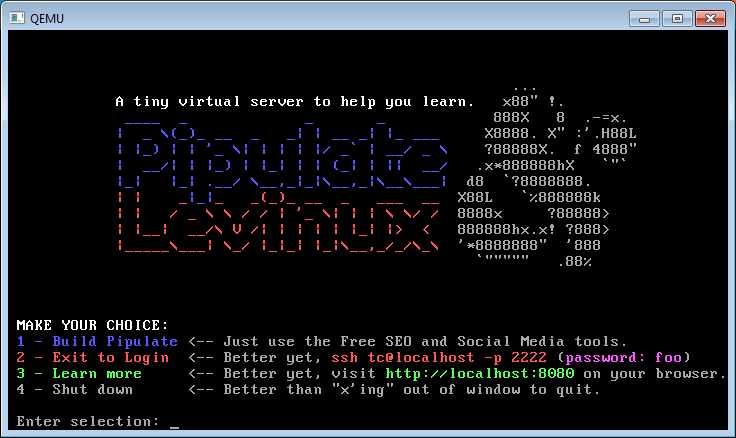 QEMU
A tiny virtual server to help you learn.
Pipulate
Levinux
MAKE YOUR CHOICE:
1 - Build Pipulate <-- Just use the Free SEO and Social Media tools.
2 - Exit to Login <-- Better yet, ssh tc@localhost -p 2222 (password: foo)
3 - Learn more <-- Better yet, visit http://localhost:8080 on your browser.
4 - Shut down <-- Better than "x'ing" out of window to quit.
Enter selection: _